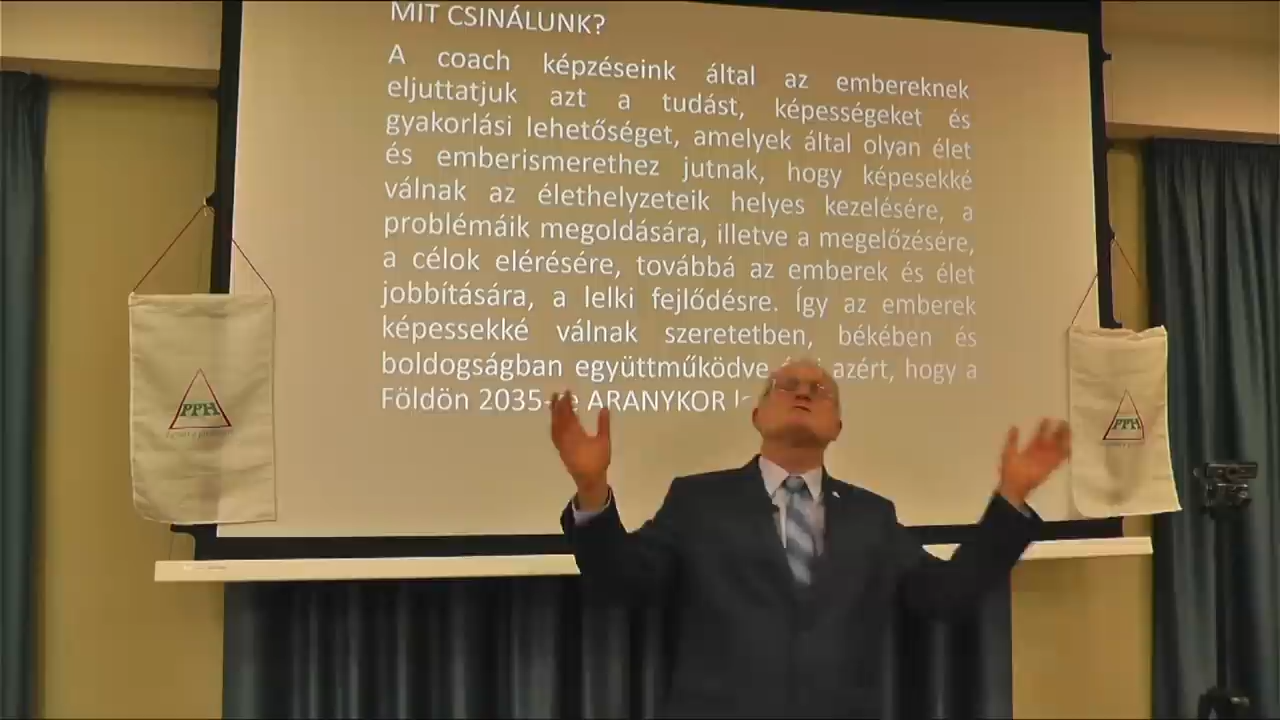 MIT CSINÁLUNK?
A coach képzéseink által az embereknek
eljuttatjuk azt a tudást, képességeket és
gyakorlási lehetőséget, amelyek által olyan élet
és emberismerethez jutnak, hogy képesekké
válnak az élethelyzeteik helyes kezelésére, a
problémáik megoldására, illetve a megelőzésére,
a célok elérésére, továbbá az emberek és élet
jobbítására, a lelki fejlődésre. Így az emberek
képessekké válnak szeretetben, békében és
boldogságban együttműködve azért, hogy a
Földön 2035-re ARANYKOR
PPH
PPH